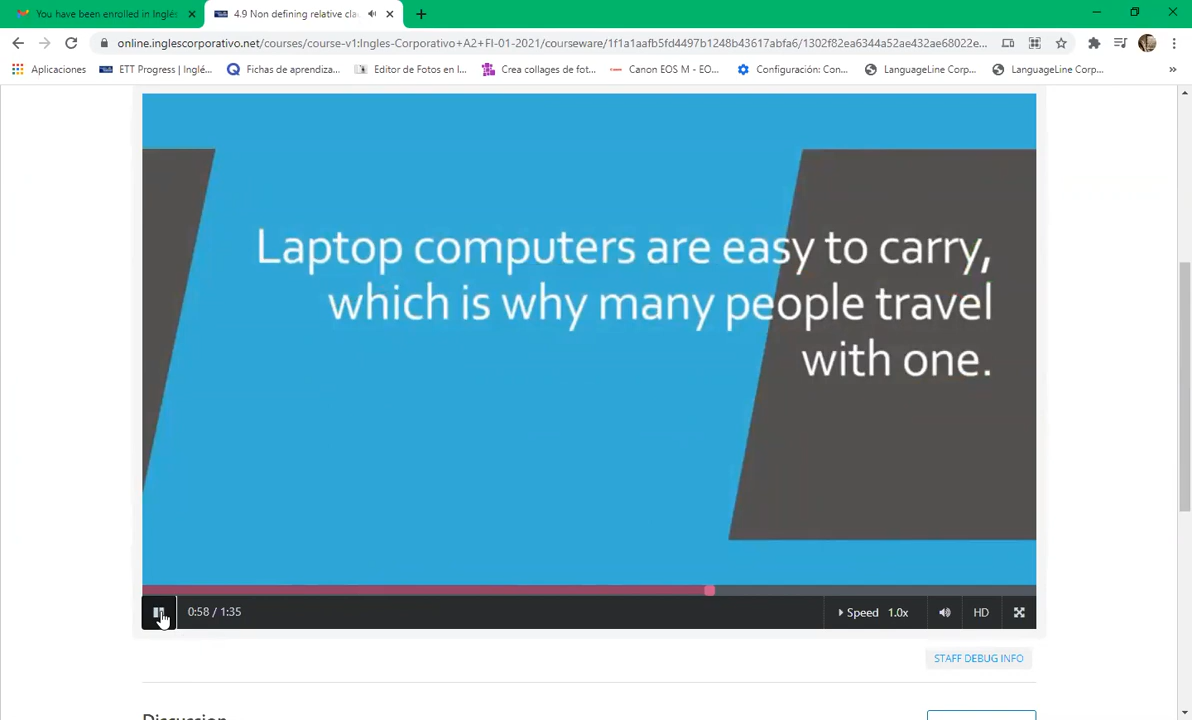 You have been enrolled in Inglés
4.9 Non defining relative cla
online.inglescorporativo.net/courses/course-v1:Ingles-Corporativo+A2+FI-01-2021/courseware/1f1a1aafb5fd4497b1248b43517abfa6/1302f82ea6344a52ae432ae68022e...
Aplicaciones
ETT Progress | Inglé...
Fichas de aprendiza...
Editor de Fotos en l...
Crea collages de fot...
Canon EOS M - EO...
Configuración: Con...
LanguageLine Corp...
LanguageLine Corp...
»
Laptop computers are easy to carry,
which is why many people travel
with one.
0:58 / 1:35
Speed 1.0x
HD
STAFF DEBUG INFO
Discussion